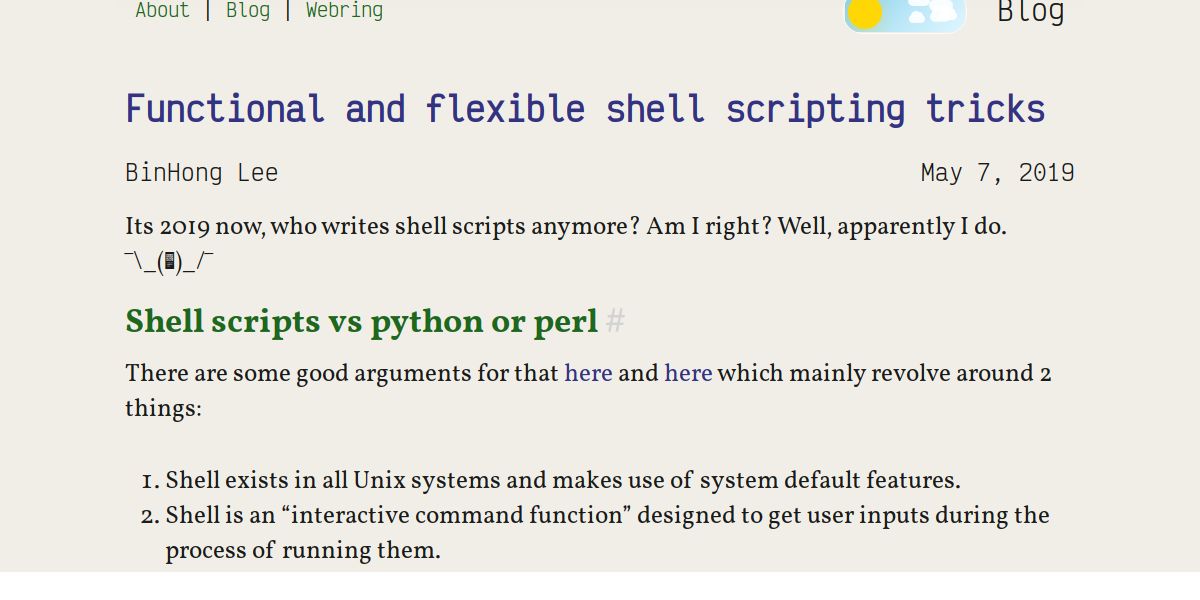 About | Blog | Webring
Blog
Functional and flexible shell scripting tricks
BinHong Lee
May 7, 2019
Its 2019 now, who writes shell scripts anymore? Am I right? Well, apparently I do.
¯\_()_/¯
Shell scripts vs python or perl #
There are some good arguments for that here and here which mainly revolve around 2
things:
1. Shell exists in all Unix systems and makes use of system default features.
2. Shell is an “interactive command function” designed to get user inputs during the
process of running them.